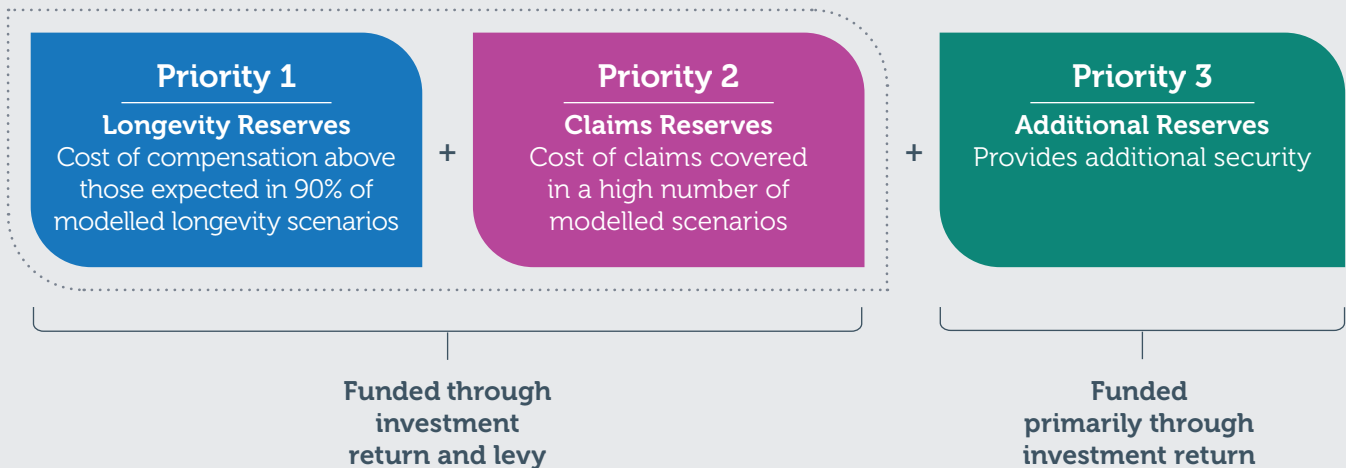 Priority 1
Longevity Reserves
Cost of compensation above
those expected in 90% of
modelled longevity scenarios
+
Priority 2
Claims Reserves
Cost of claims covered
in a high number of
modelled scenarios
+
Priority 3
Additional Reserves
Provides additional security
Funded through
investment
return and levy
Funded
primarily through
investment return